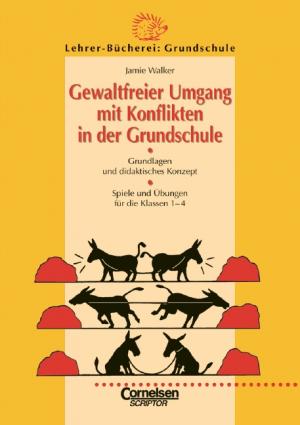 Lehrer-Bücherei: Grundschule
Jamie Walker
Gewaltfreier Umgang
mit Konflikten
in der Grundschule
Grundlagen
und didaktisches Konzept
Spiele und Übungen
für die Klassen 1–4
Cornelsen
SCRIPTOR